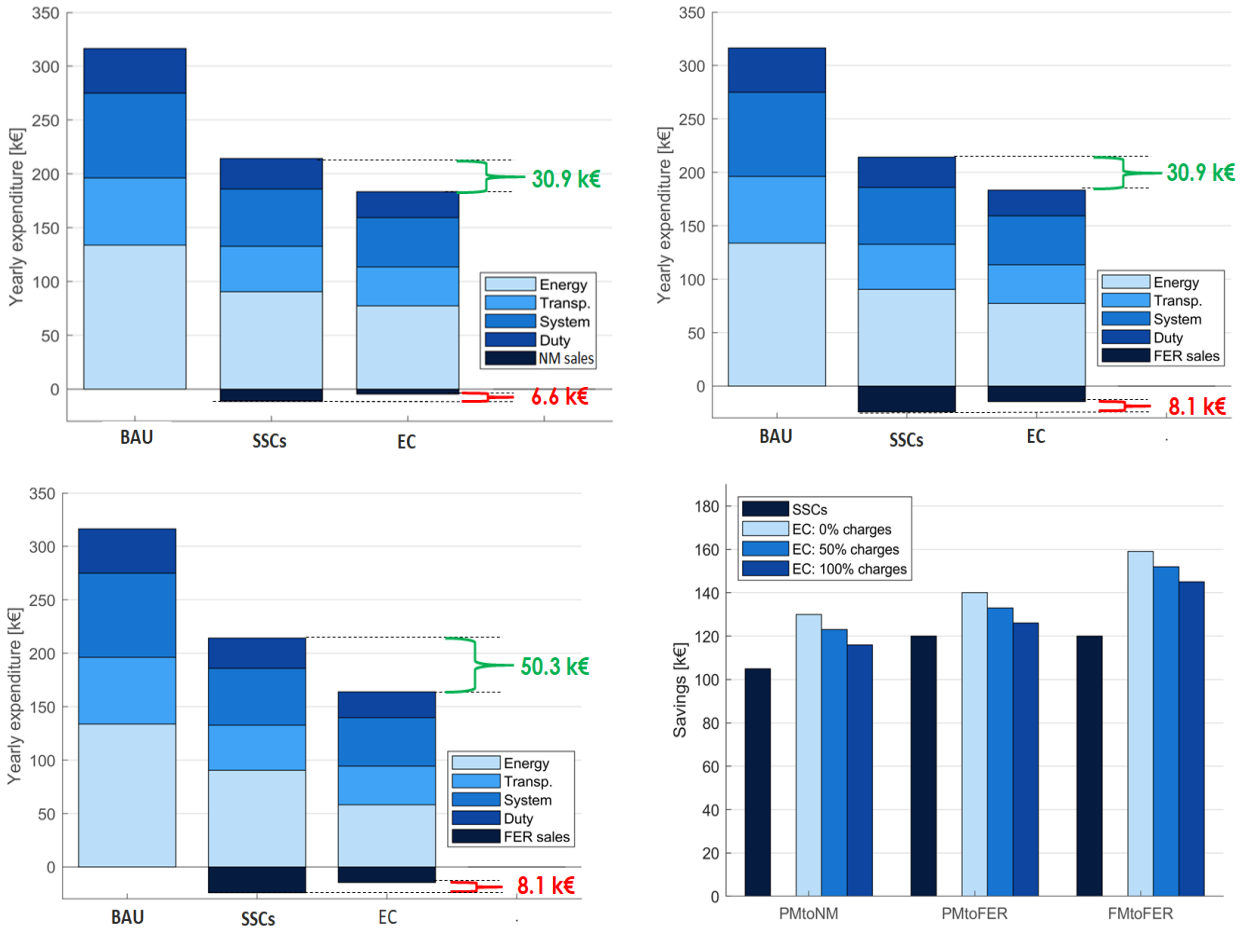 350
300
250
200
150
100
50
0
Yearly expenditure [k€]
30.9 k€
6.6 k€
Energy
Transp.
System
Duty
NM sales
BAU
SSCs
EC
350
300
250
200
150
100
50
0
Yearly expenditure [k€]
30.9 k€
8.1 k€
Energy
Transp.
System
Duty
FER sales
BAU
SSCs
EC
350
300
250
200
150
100
50
0
Yearly expenditure [k€]
50.3 k€
8.1 k€
Energy
Transp.
System
Duty
FER sales
BAU
SSCs
EC
180
160
140
120
100
80
60
40
20
0
Savings [k€]
SSCs
EC: 0% charges
EC: 50% charges
EC: 100% charges
PMtoNM
PMtoFER
FMtoFER